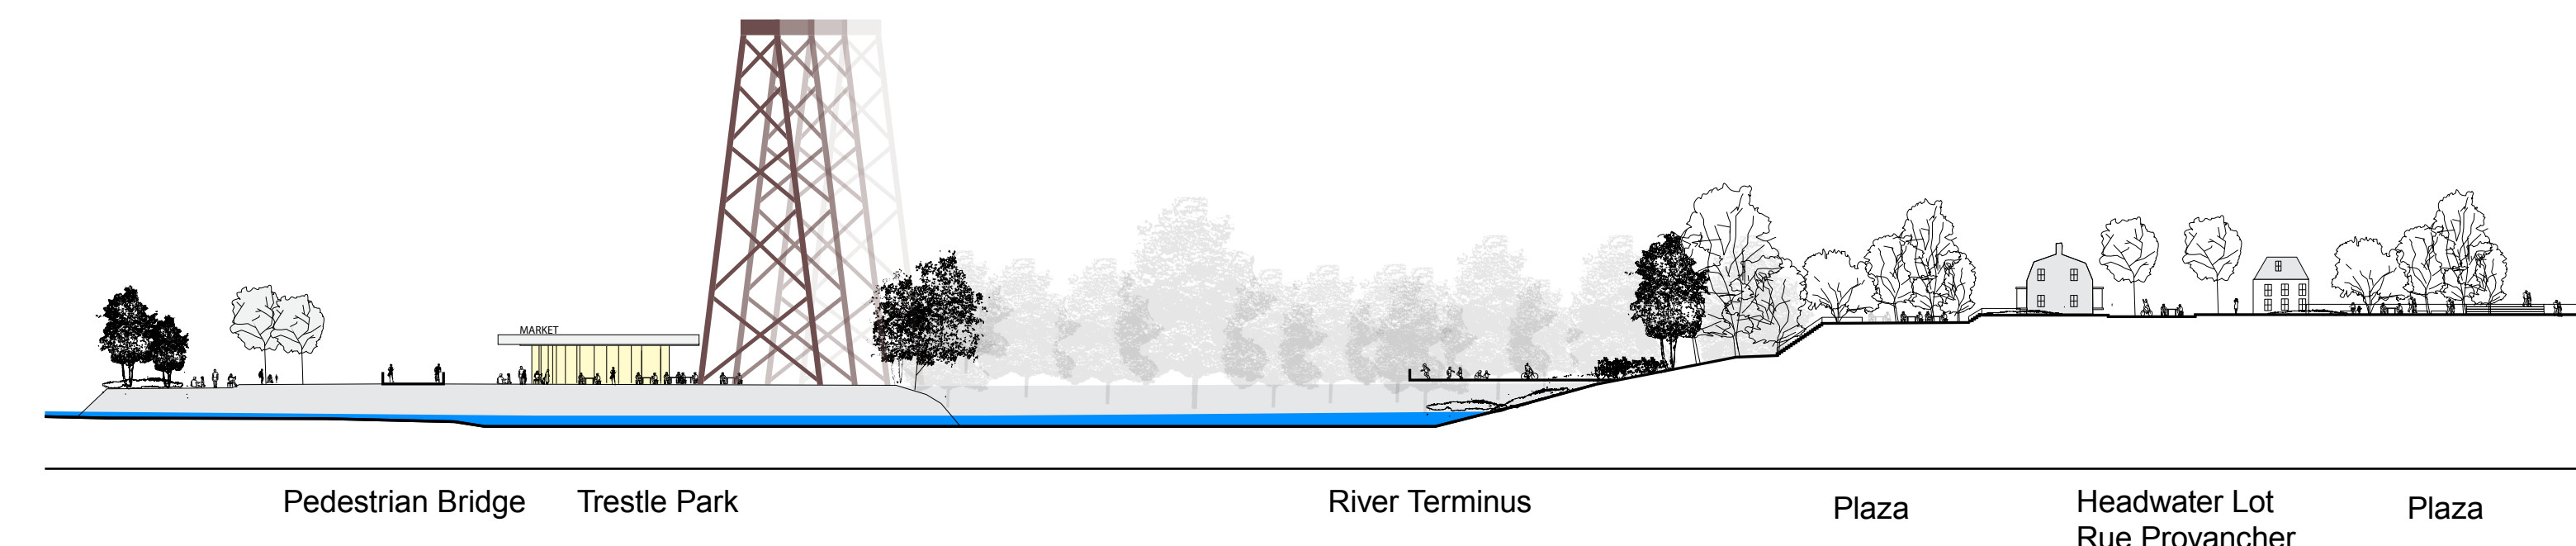 MARKET
Pedestrian Bridge
Trestle Park
River Terminus
Plaza
Headwater Lot
Rue Provancher
Plaza